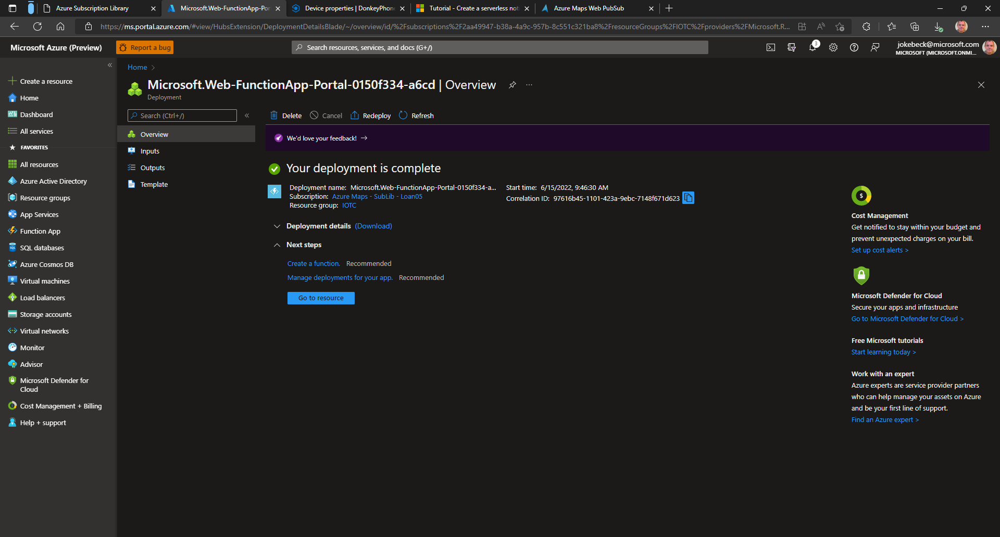 Azure Subscription Library
Microsoft.Web-FunctionApp-Por
Device properties | DonkeyPhone
Tutorial - Create a serverless noti
Azure Maps Web PubSub
https://ms.portal.azure.com/#view/HubsExtension/DeploymentDetailsBlade/~/overview/id/%2Fsubscriptions%2F2aa49947-b38a-4a9c-957b-8c551c321ba8%2FresourceGroups%2FIOTC%2Fproviders%2FMicrosoft.R...
Microsoft Azure (Preview)
Report a bug
Search resources, services, and docs (G+/)
3
jokebeck@microsoft.com
MICROSOFT (MICROSOFT.ONMI...
Create a resource
Home
Dashboard
All services
FAVORITES
All resources
Azure Active Directory
Resource groups
App Services
Function App
SQL databases
Azure Cosmos DB
Virtual machines
Load balancers
Storage accounts
Virtual networks
Monitor
Advisor
Microsoft Defender for
Cloud
Cost Management + Billing
Help + support
Home
Microsoft.Web-FunctionApp-Portal-0150f334-a6cd | Overview
Deployment
Search (Ctrl+/)
Overview
Inputs
Outputs
Template
Delete
Cancel
Redeploy
Refresh
We'd love your feedback! →
Your deployment is complete
Deployment name: Microsoft.Web-FunctionApp-Portal-0150f334-a...
Subscription: Azure Maps - SubLib - Loan05
Resource group: IOTC
Start time: 6/15/2022, 9:46:30 AM
Correlation ID: 97616b45-1101-423a-9ebc-7148f671d623
Deployment details (Download)
Next steps
Create a function. Recommended
Manage deployments for your app. Recommended
Go to resource
Cost Management
Get notified to stay within your budget and
prevent unexpected charges on your bill.
Set up cost alerts >
Microsoft Defender for Cloud
Secure your apps and infrastructure
Go to Microsoft Defender for Cloud >
Free Microsoft tutorials
Start learning today >
Work with an expert
Azure experts are service provider partners
who can help manage your assets on Azure
and be your first line of support.
Find an Azure expert >